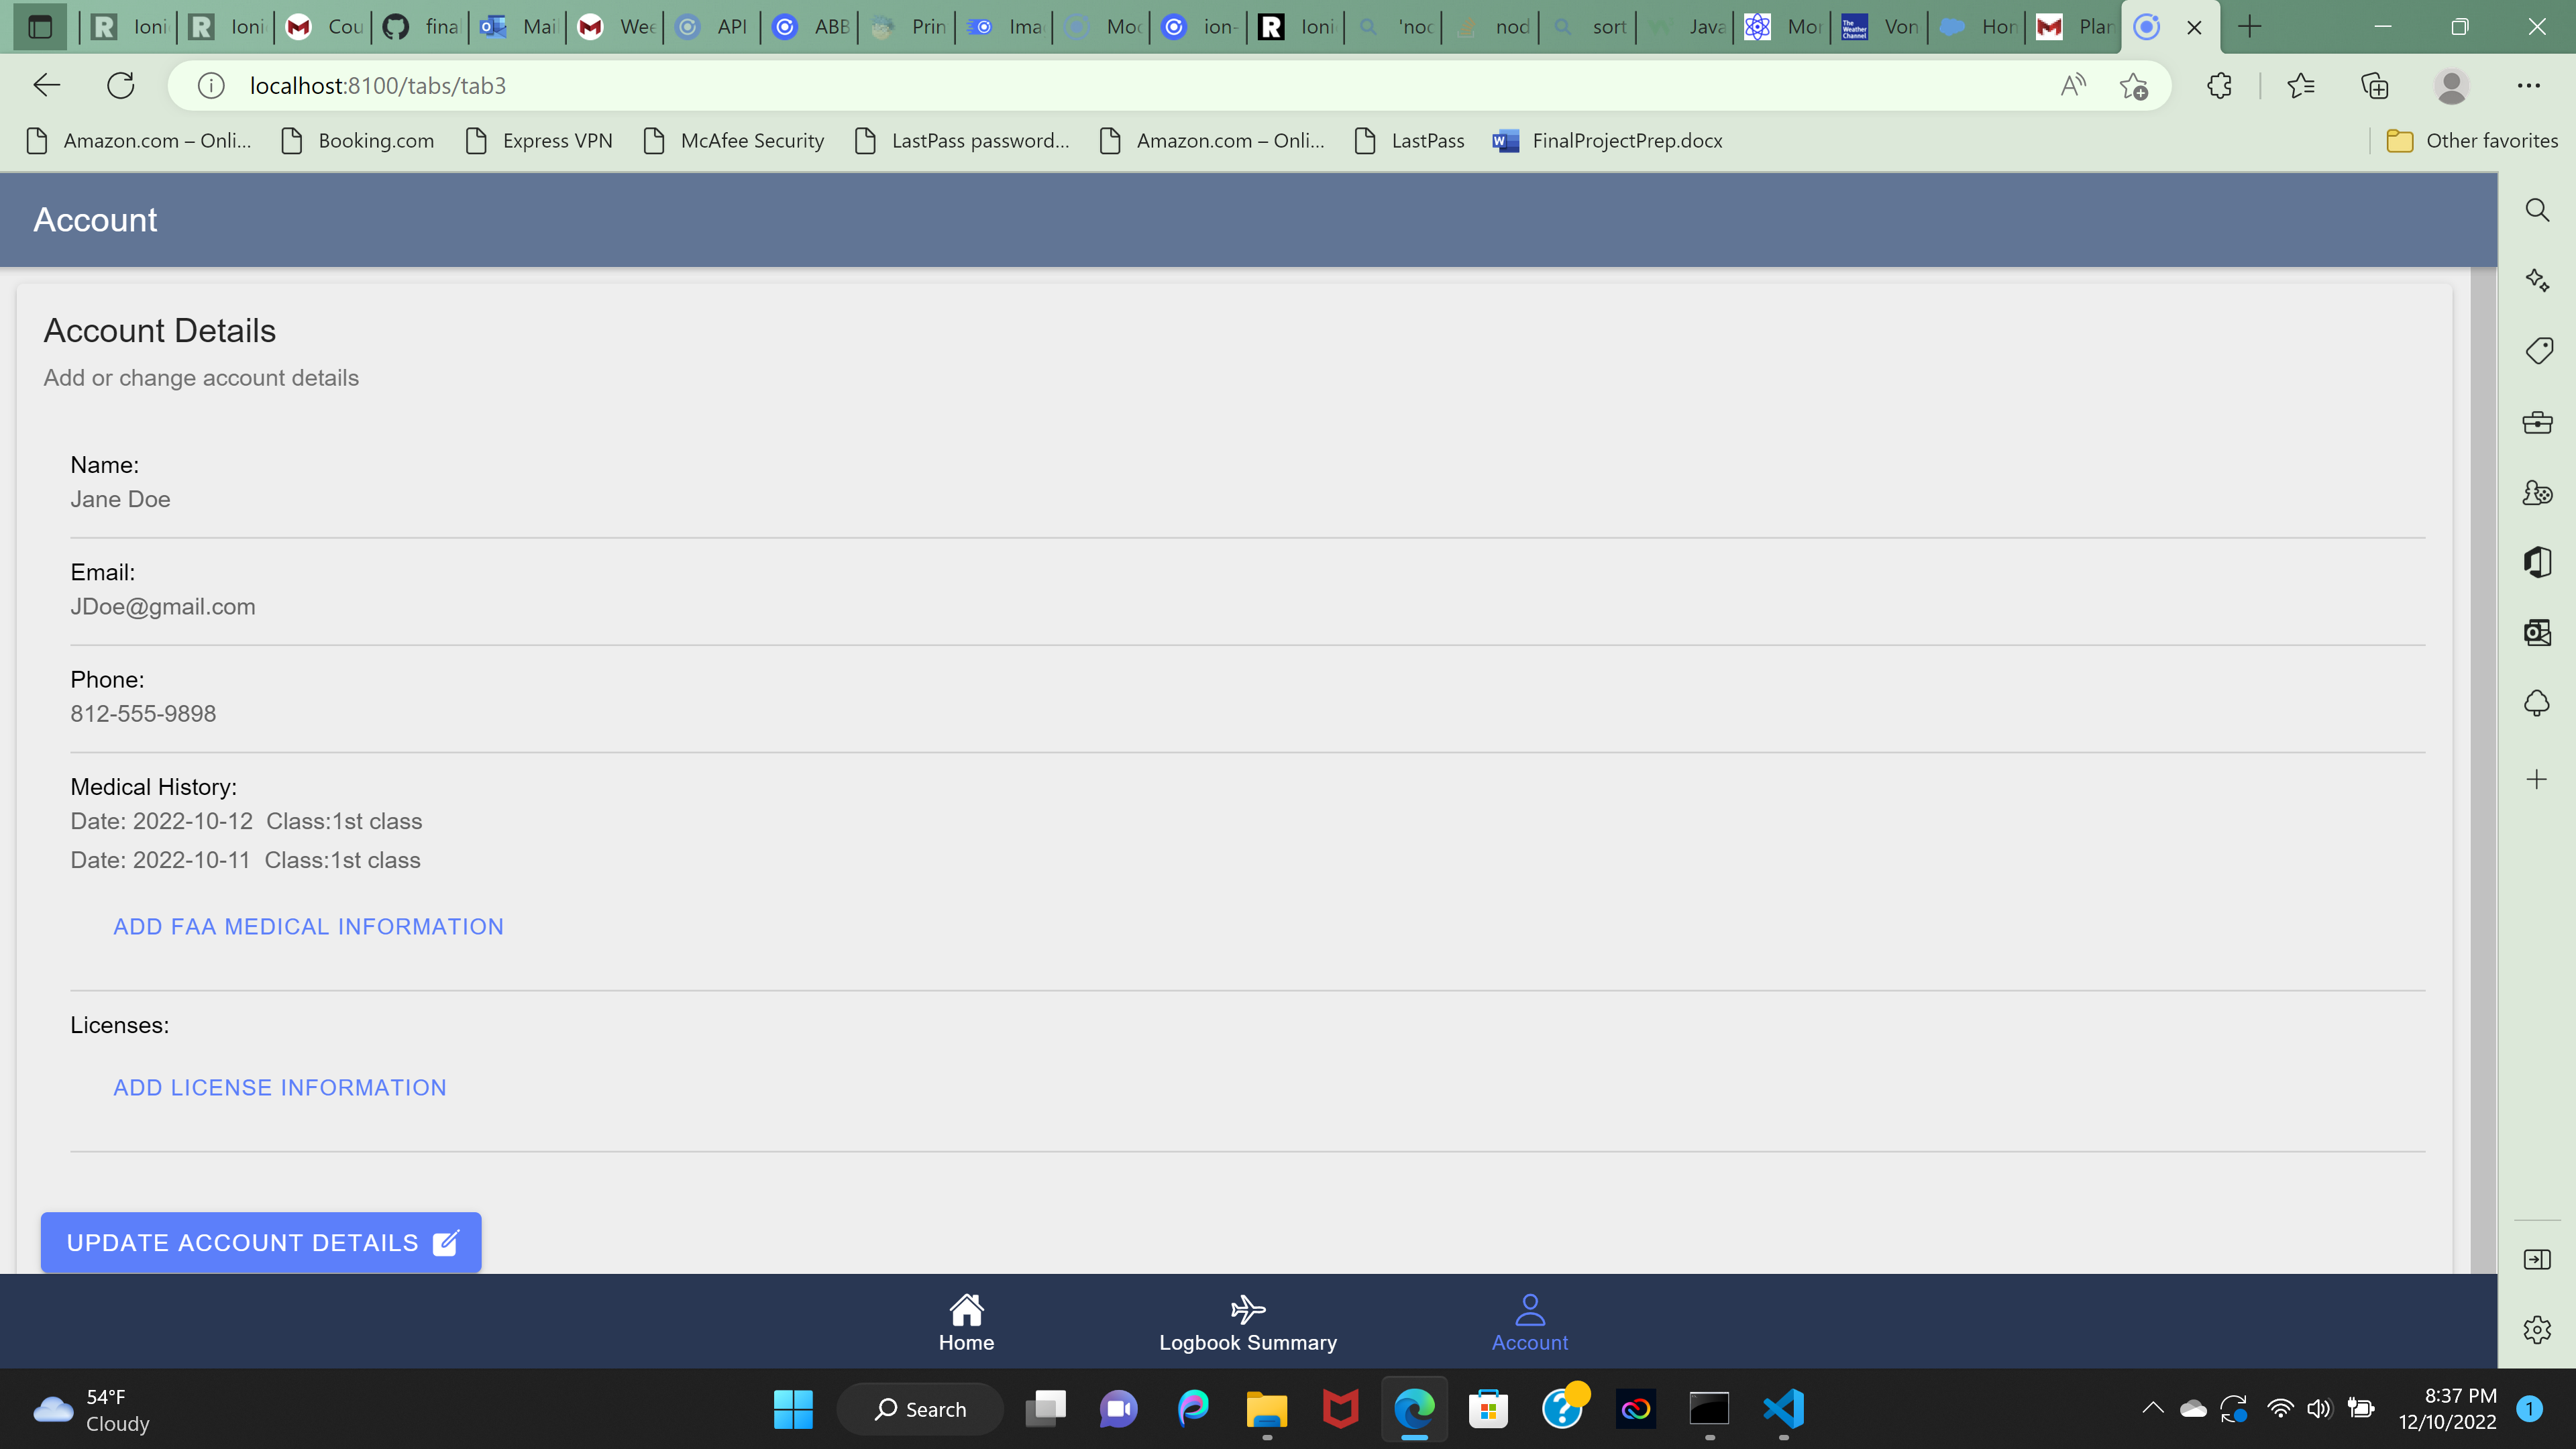 Ioni Ioni Cou final Mai Wee API ABB Prin Ima Moc ion- Ioni 'noc nod sort Java Mor Von Hon Plan
localhost:8100/tabs/tab3
Amazon.com – Onli... Booking.com Express VPN McAfee Security LastPass password... Amazon.com – Onli... LastPass FinalProjectPrep.docx Other favorites
Account
Account Details
Add or change account details
Name:
Jane Doe
Email:
JDoe@gmail.com
Phone:
812-555-9898
Medical History:
Date: 2022-10-12 Class:1st class
Date: 2022-10-11 Class:1st class
ADD FAA MEDICAL INFORMATION
Licenses:
ADD LICENSE INFORMATION
UPDATE ACCOUNT DETAILS
Home Logbook Summary Account
54°F
Cloudy
Search
8:37 PM
12/10/2022
1